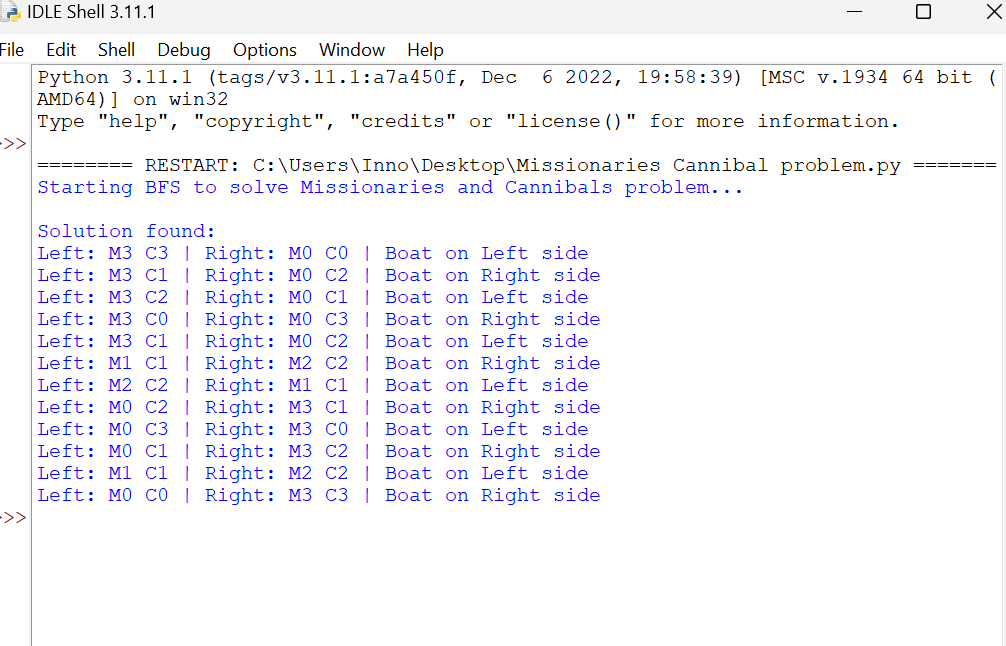 IDLE Shell 3.11.1
File Edit Shell Debug Options Window Help
Python 3.11.1 (tags/v3.11.1:a7a450f, Dec  6 2022, 19:58:39) [MSC v.1934 64 bit (
AMD64)] on win32
Type "help", "copyright", "credits" or "license()" for more information.
>>>
======== RESTART: C:\Users\Inno\Desktop\Missionaries Cannibal problem.py =======
Starting BFS to solve Missionaries and Cannibals problem...
Solution found:
Left: M3 C3 | Right: M0 C0 | Boat on Left side
Left: M3 C1 | Right: M0 C2 | Boat on Right side
Left: M3 C2 | Right: M0 C1 | Boat on Left side
Left: M3 C0 | Right: M0 C3 | Boat on Right side
Left: M3 C1 | Right: M0 C2 | Boat on Left side
Left: M1 C1 | Right: M2 C2 | Boat on Right side
Left: M2 C2 | Right: M1 C1 | Boat on Left side
Left: M0 C2 | Right: M3 C1 | Boat on Right side
Left: M0 C3 | Right: M3 C0 | Boat on Left side
Left: M0 C1 | Right: M3 C2 | Boat on Right side
Left: M1 C1 | Right: M2 C2 | Boat on Left side
Left: M0 C0 | Right: M3 C3 | Boat on Right side
>>>